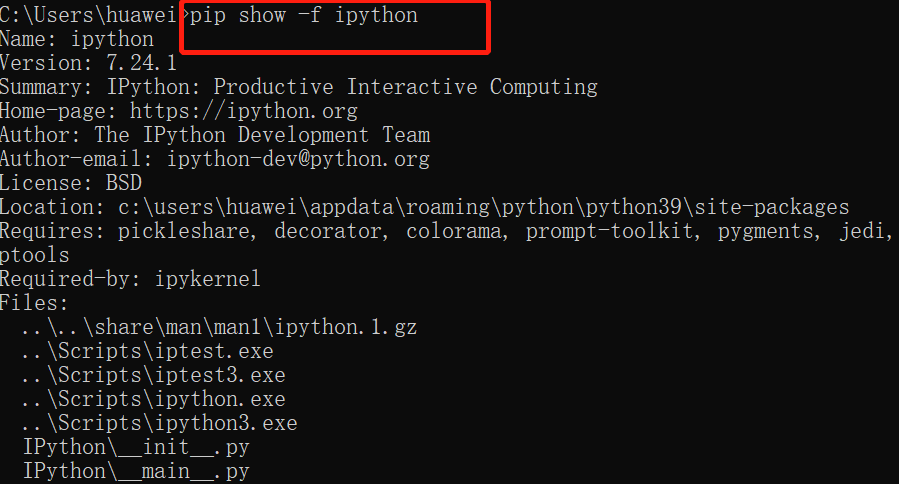 C:\Users\huawei>pip show -f ipython
Name: ipython
Version: 7.24.1
Summary: IPython: Productive Interactive Computing
Home-page: https://ipython.org
Author: The IPython Development Team
Author-email: ipython-dev@python.org
License: BSD
Location: c:\users\huawei\appdata\roaming\python\python39\site-packages
Requires: pickleshare, decorator, colorama, prompt-toolkit, pygments, jedi,
ptools
Required-by: ipykernel
Files:
..\..\share\man\man1\ipython.1.gz
..\Scripts\iptest.exe
..\Scripts\iptest3.exe
..\Scripts\ipython.exe
..\Scripts\ipython3.exe
IPython\__init__.py
IPython\__main__.py